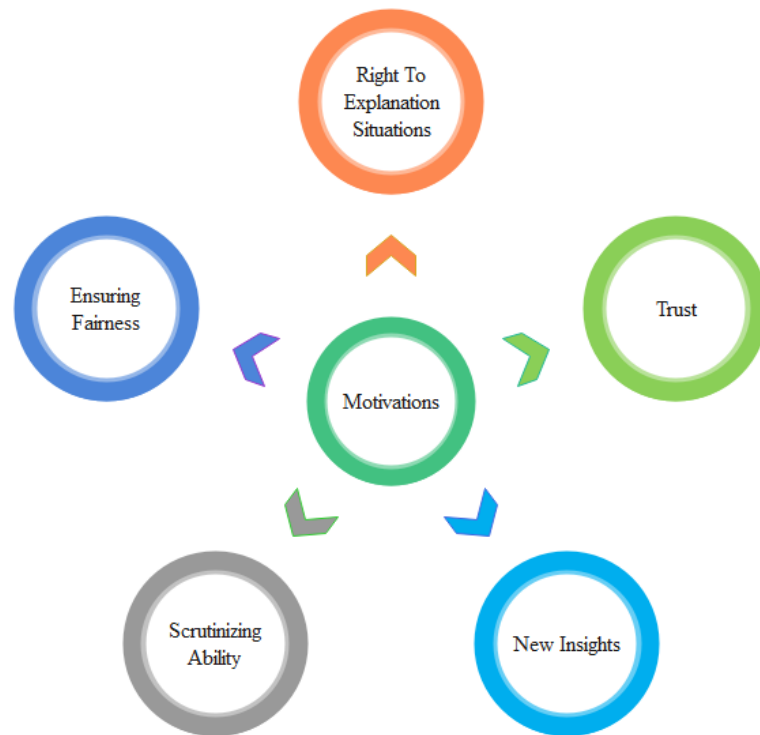 Right To
Explanation
Situations
Ensuring
Fairness
Trust
Motivations
Scrutinizing
Ability
New Insights